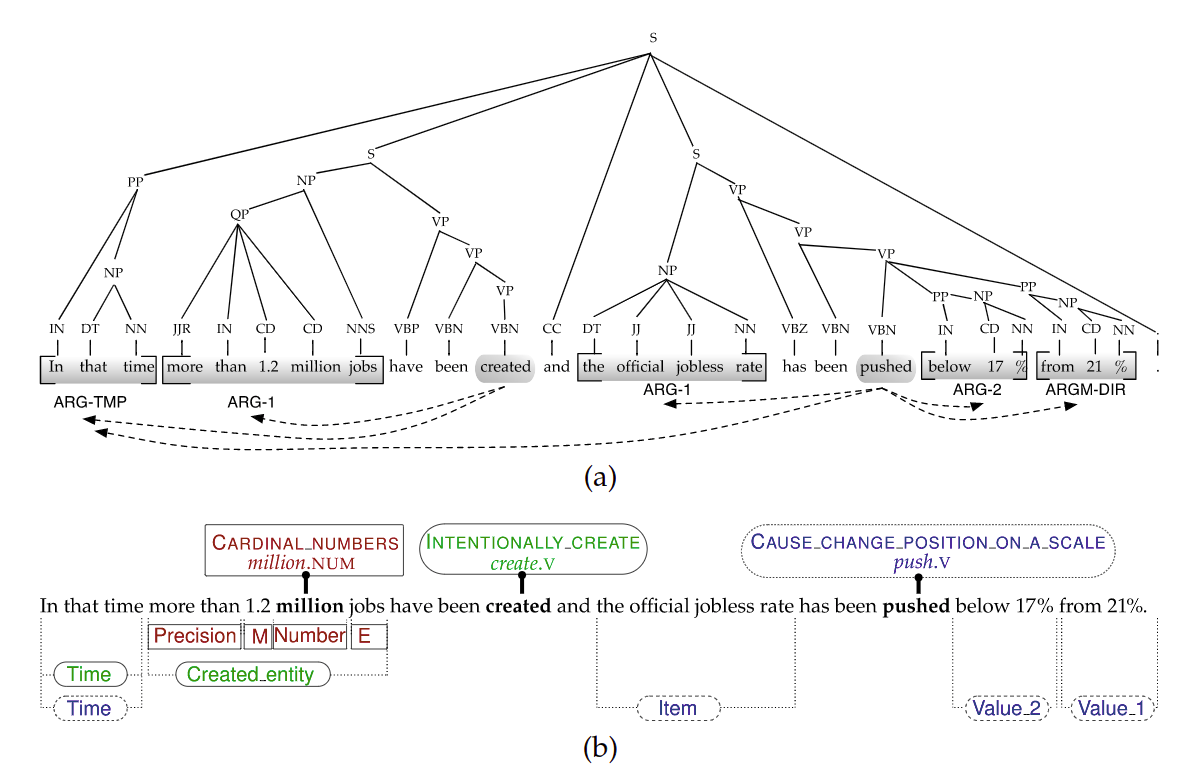 S
S S
PP NP VP
QP VP VP
NP VP NP VP
VP PP NP PP NP
IN DT NN JJR IN CD CD NNS VBP VBN VBN CC DT JJ JJ NN VBZ VBN VBN IN CD NN IN CD NN .
In that time more than 1.2 million jobs have been created and the official jobless rate has been pushed below 17 % from 21 % .
ARG-TMP ARG-1 ARG-1 ARG-2 ARGM-DIR
(a)
CARDINAL_NUMBERS INTENTIONALLY_CREATE CAUSE_CHANGE_POSITION_ON_A_SCALE
million.NUM create.V push.V
In that time more than 1.2 million jobs have been created and the official jobless rate has been pushed below 17% from 21%.
Precision M Number E
Time Created_entity
Time Item Value_2 Value_1
(b)